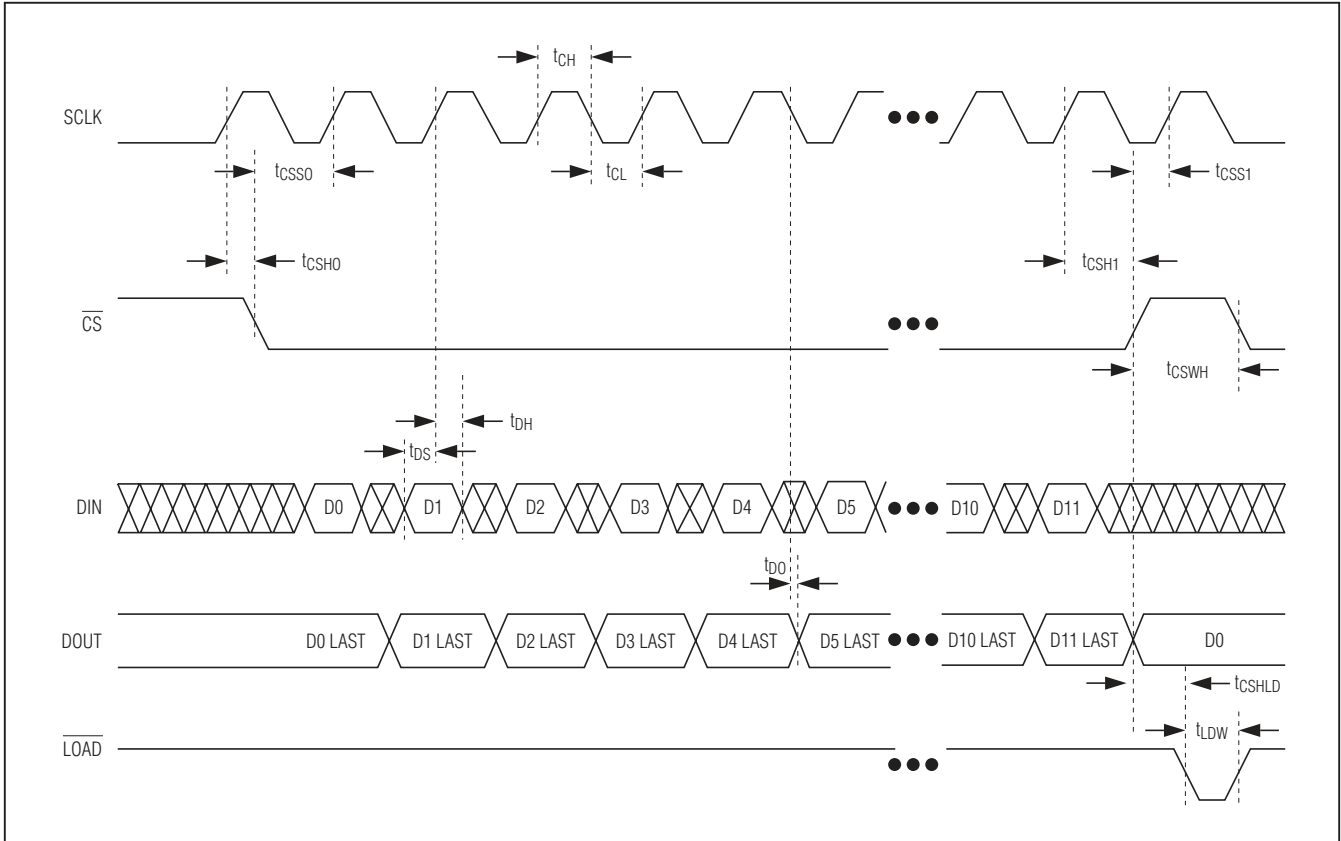 tCH
SCLK
tCSSO tCL tCSS1
tCSHO tCSH1
CS
tCSWH
tDH
tDS
DIN D0 D1 D2 D3 D4 D5 D10 D11
tDO
DOUT D0 LAST D1 LAST D2 LAST D3 LAST D4 LAST D5 LAST D10 LAST D11 LAST D0
tCSHLD
tLDW
LOAD